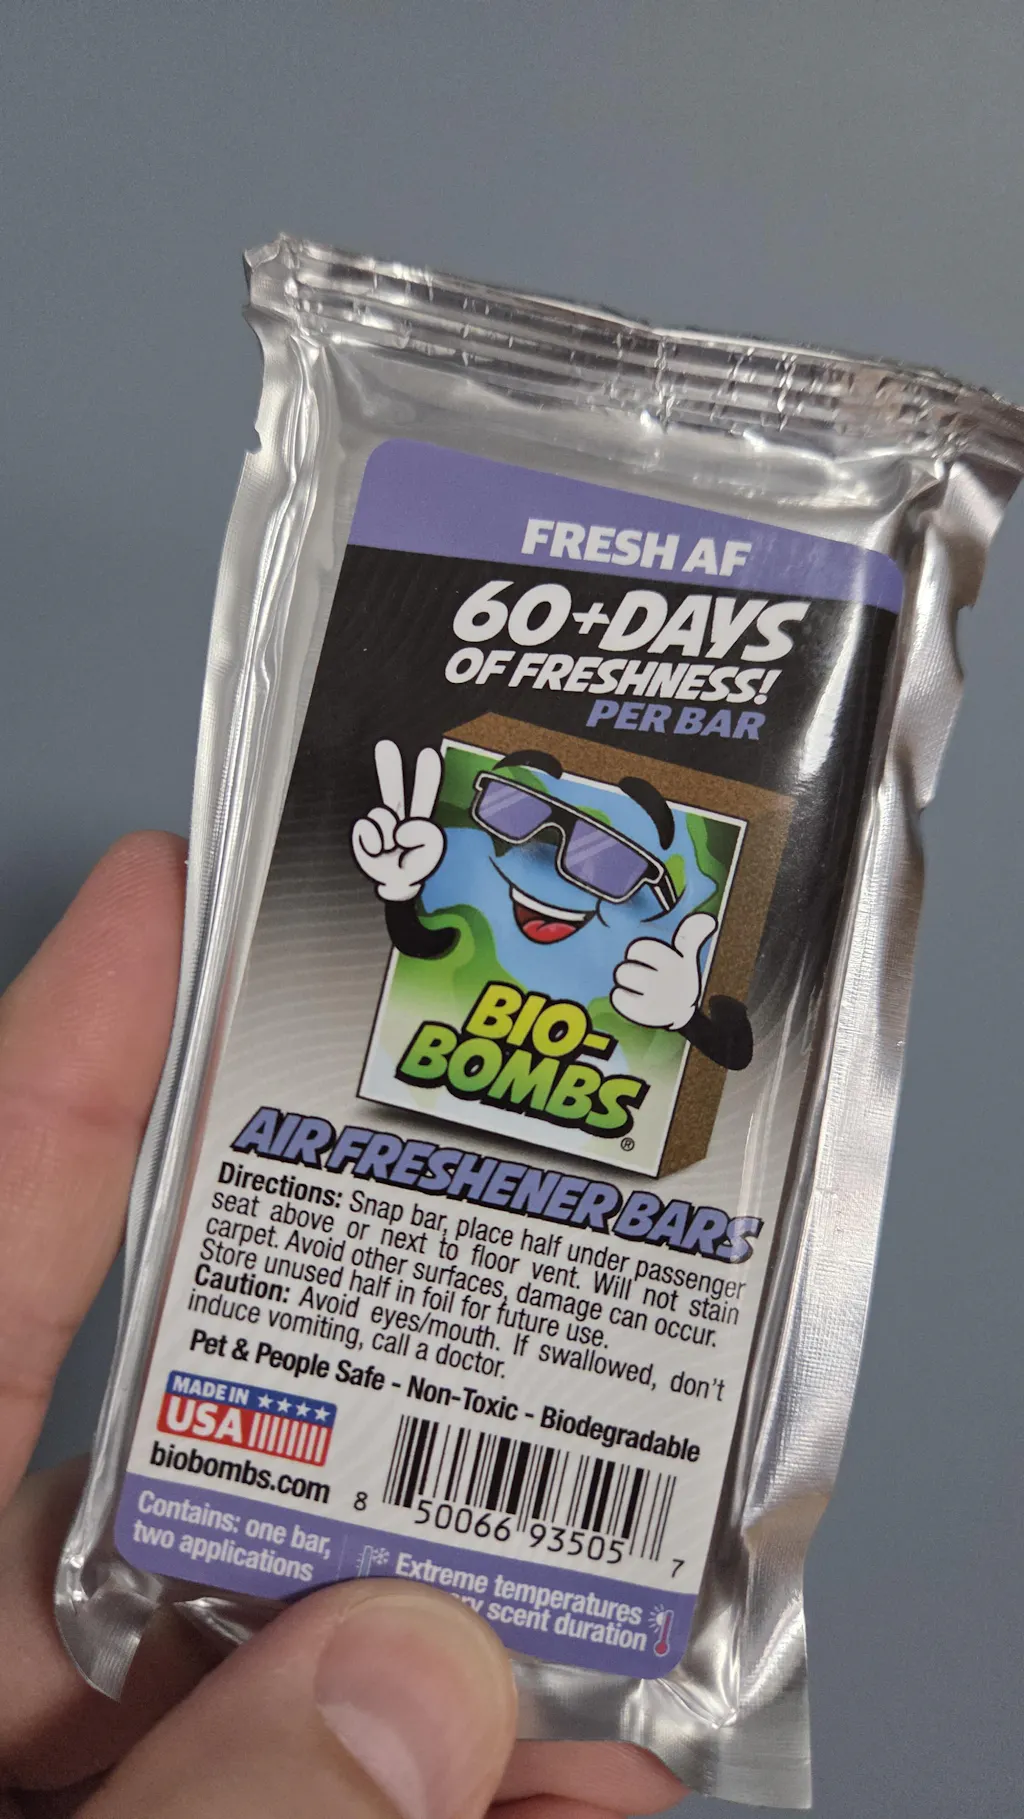 FRESH AF
60+DAYS
OF FRESHNESS!
PER BAR
BIO-
BOMBS®
AIR FRESHENER BARS
Directions: Snap bar, place half under passenger
seat above or next to floor vent. Will not stain
carpet. Avoid other surfaces, damage can occur.
Store unused half in foil for future use.
Caution: Avoid eyes/mouth. If swallowed, don't
induce vomiting, call a doctor.
Pet & People Safe - Non-Toxic - Biodegradable
MADE IN
USA
biobombs.com
8 50066 93505 7
Contains: one bar,
two applications
Extreme temperatures
scent duration